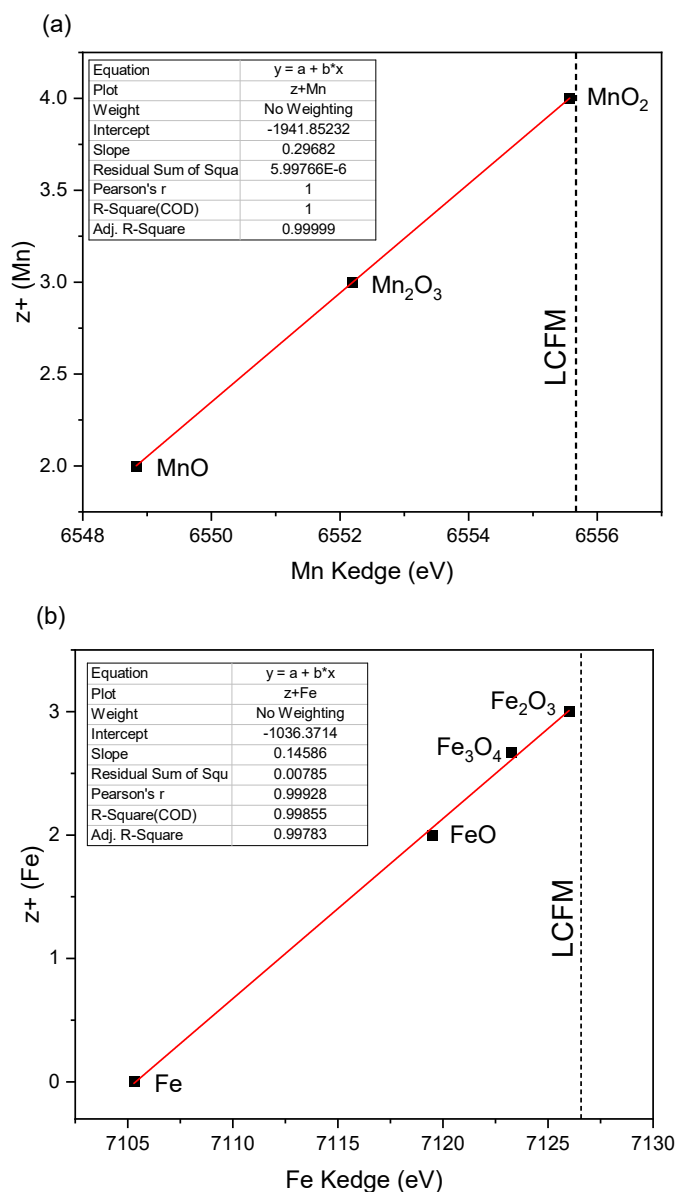 (a)
Equation y = a + b*x
Plot z+Mn
Weight No Weighting
Intercept -1941.85232
Slope 0.29682
Residual Sum of Squa 5.99766E-6
Pearson's r 1
R-Square(COD) 1
Adj. R-Square 0.99999
4.0
3.5
3.0
2.5
2.0
z+ (Mn)
MnO₂
Mn₂O₃
MnO
LCFM
6548 6550 6552 6554 6556
Mn Kedge (eV)
(b)
Equation y = a + b*x
Plot z+Fe
Weight No Weighting
Intercept -1036.3714
Slope 0.14586
Residual Sum of Squ 0.00785
Pearson's r 0.99928
R-Square(COD) 0.99855
Adj. R-Square 0.99783
3
2
1
0
z+ (Fe)
Fe₂O₃
Fe₃O₄
FeO
Fe
LCFM
7105 7110 7115 7120 7125 7130
Fe Kedge (eV)